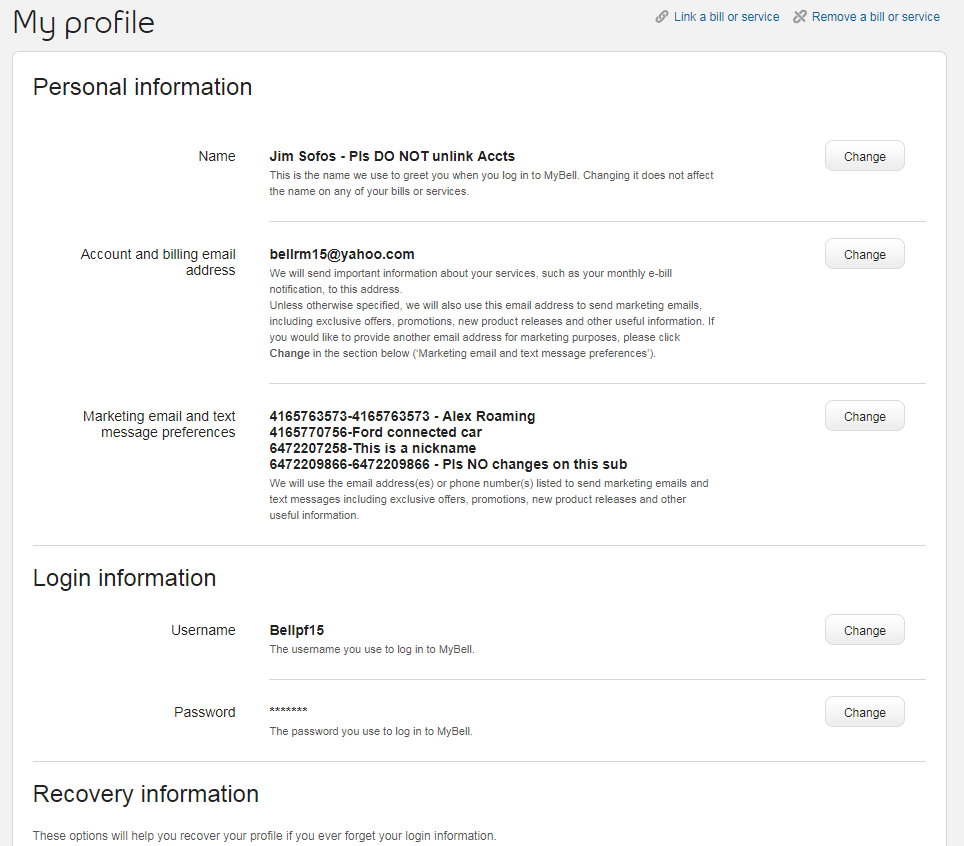 My profile
Link a bill or service
Remove a bill or service
Personal information
Name
Jim Sofos - Pls DO NOT unlink Accts
Change
This is the name we use to greet you when you log in to MyBell. Changing it does not affect
the name on any of your bills or services.
Account and billing email
address
bellrm15@yahoo.com
Change
We will send important information about your services, such as your monthly e-bill
notification, to this address.
Unless otherwise specified, we will also use this email address to send marketing emails,
including exclusive offers, promotions, new product releases and other useful information. If
you would like to provide another email address for marketing purposes, please click
Change in the section below (‘Marketing email and text message preferences’).
Marketing email and text
message preferences
4165763573-4165763573 - Alex Roaming
4165770756-Ford connected car
6472207258-This is a nickname
6472209866-6472209866 - Pls NO changes on this sub
Change
We will use the email address(es) or phone number(s) listed to send marketing emails and
text messages including exclusive offers, promotions, new product releases and other
useful information.
Login information
Username
Bellpf15
Change
The username you use to log in to MyBell.
Password
*******
Change
The password you use to log in to MyBell.
Recovery information
These options will help you recover your profile if you ever forget your login information.